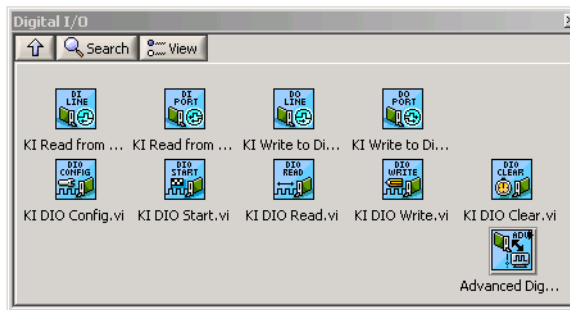 Digital I/O
Search View
DI LINE DI PORT DO LINE DO PORT
KI Read from ... KI Read from ... KI Write to Di... KI Write to Di...
DIO CONFIG DIO START DIO READ DIO WRITE DIO CLEAR
KI DIO Config.vi KI DIO Start.vi KI DIO Read.vi KI DIO Write.vi KI DIO Clear.vi
ADV
Advanced Dig...